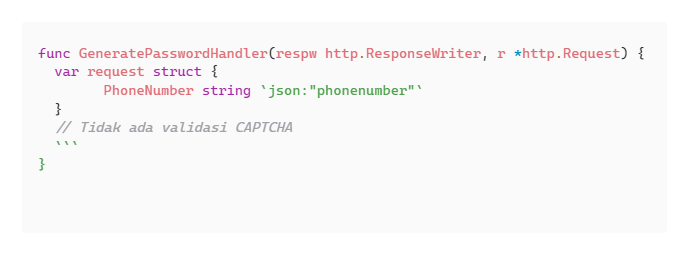 func GeneratePasswordHandler(respw http.ResponseWriter, r *http.Request) {
  var request struct {
        PhoneNumber string `json:"phonenumber"`
  }
  // Tidak ada validasi CAPTCHA
  ```
}